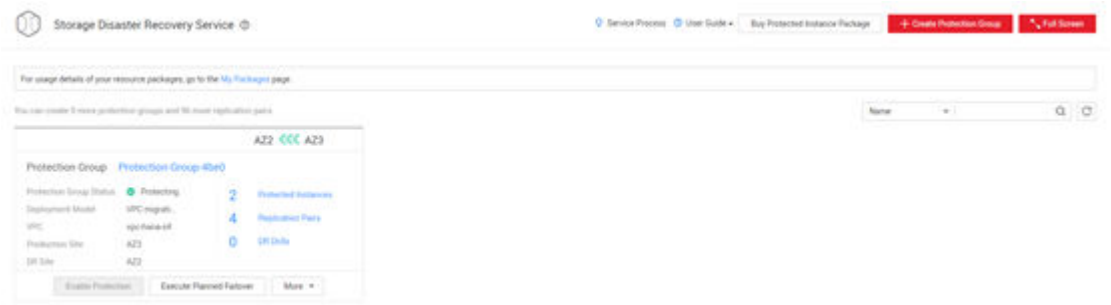 Storage Disaster Recovery Service
Service Process User Guide Buy Protected Instance Package + Create Protection Group Full Screen
For usage details of your resource packages, go to the My Packages page.
You can create 9 more protection groups and 96 more replication pairs.
Name
AZ2 AZ3
Protection Group Protection-Group-4be0
Protection Group Status Protecting
Deployment Model VPC migrati...
VPC
Production Site AZ3
DR Site AZ2
2 Protected Instances
4 Replication Pairs
0 DR Drills
Enable Protection Execute Planned Failover More